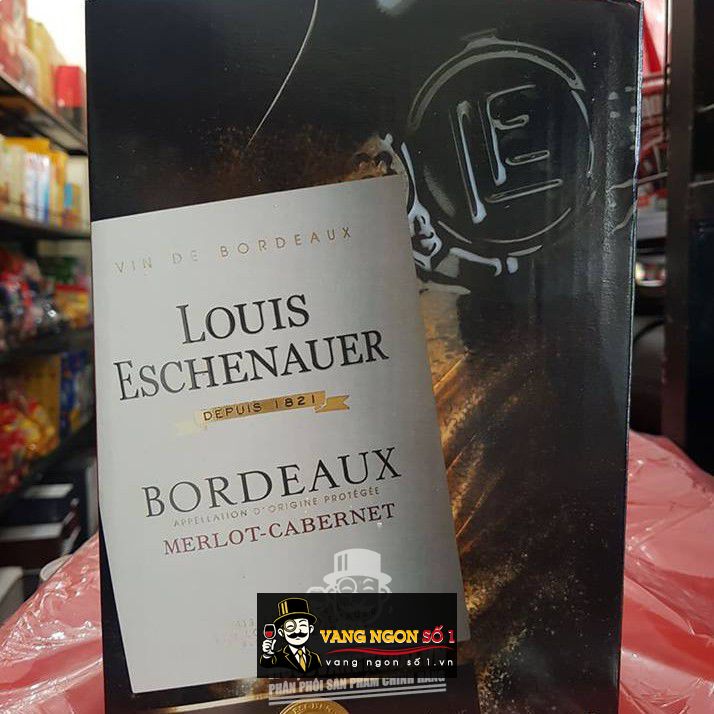 LE
VIN DE BORDEAUX
LOUIS
ESCHENAUER
DEPUIS 1821
BORDEAUX
APPELLATION D'ORIGINE PROTÉGÉE
MERLOT-CABERNET
VANG NGON SỐ 1
vang ngon số 1.vn
PHÂN PHỐI SẢN PHẨM CHÍNH HÃNG